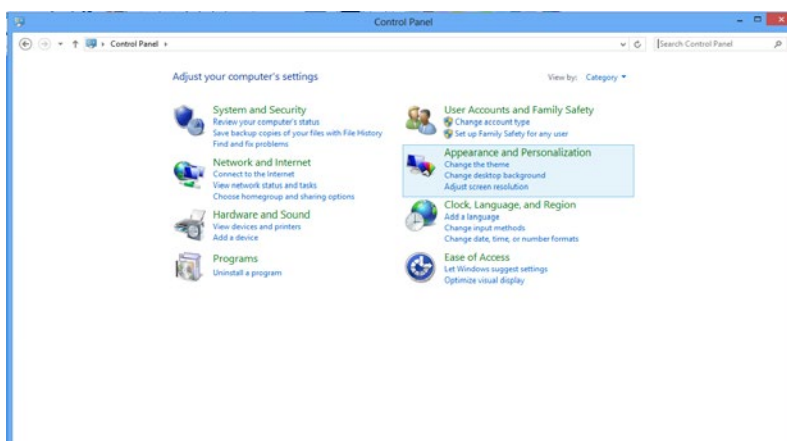 Control Panel
Control Panel
Search Control Panel
Adjust your computer's settings
View by: Category
System and Security
Review your computer's status
Save backup copies of your files with File History
Find and fix problems
Network and Internet
Connect to the Internet
View network status and tasks
Choose homegroup and sharing options
Hardware and Sound
View devices and printers
Add a device
Programs
Uninstall a program
User Accounts and Family Safety
Change account type
Set up Family Safety for any user
Appearance and Personalization
Change the theme
Change desktop background
Adjust screen resolution
Clock, Language, and Region
Add a language
Change input methods
Change date, time, or number formats
Ease of Access
Let Windows suggest settings
Optimize visual display